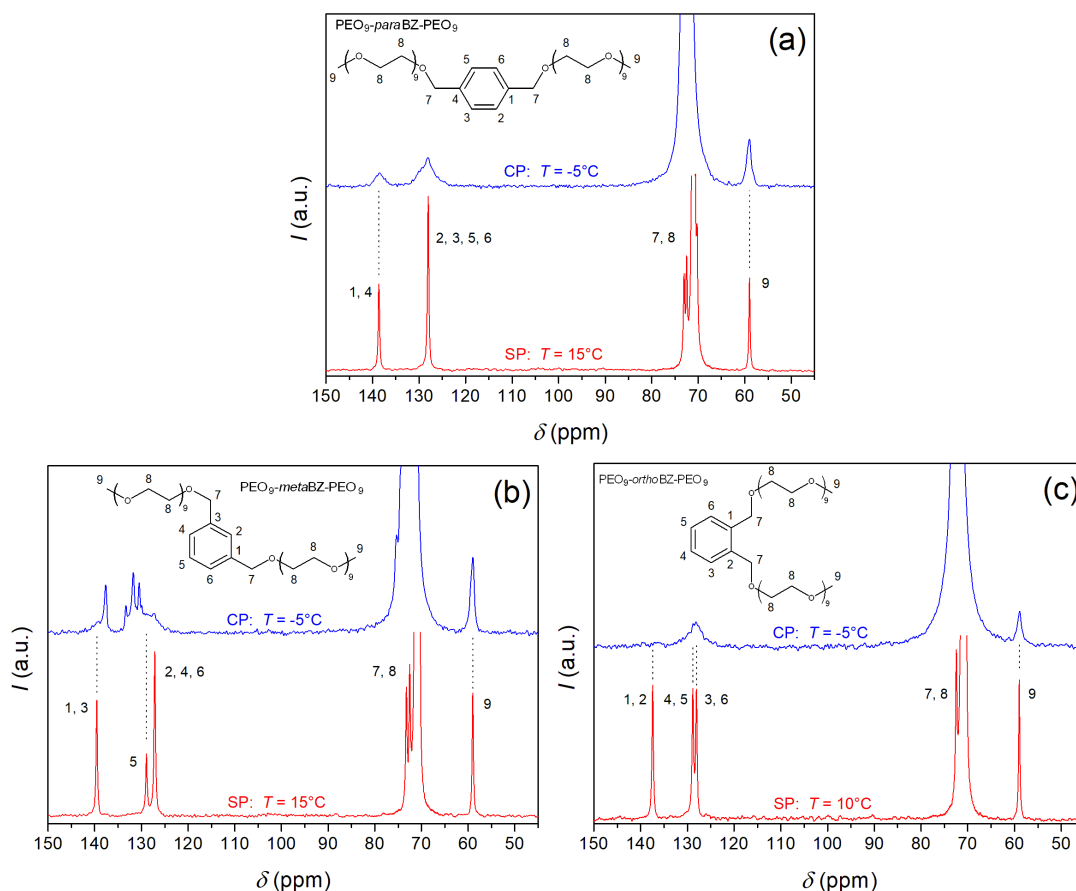 PEO9-paraBZ-PEO9
(a)
8 8
9 O O O 9
8 9 7 4 5 6 3 2 1 7 O 8 O O 9 9
CP: T = -5°C
I (a.u.)
2, 3, 5, 6
7, 8
1, 4
9
SP: T = 15°C
150 140 130 120 110 100 90 80 70 60 50
δ (ppm)
PEO9-metaBZ-PEO9
(b)
9 8 7
O O O
8 9
3
4 2
5 1
6
7 O 8 8 O O 9 9
CP: T = -5°C
I (a.u.)
2, 4, 6
7, 8
1, 3
9
5
SP: T = 15°C
150 140 130 120 110 100 90 80 70 60 50
δ (ppm)
PEO9-orthoBZ-PEO9
(c)
8 9
O O O
9
8
6 1 7
5
4 2 7
3
O O O
8 9 9
8
CP: T = -5°C
I (a.u.)
1, 2 4, 5 3, 6 7, 8 9
SP: T = 10°C
150 140 130 120 110 100 90 80 70 60 50
δ (ppm)